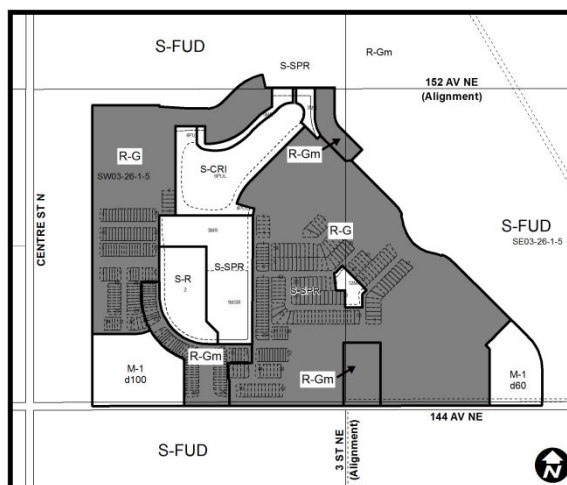 S-FUD
S-SPR
R-Gm
152 AV NE
(Alignment)
R-G
SW03-26-1-5
S-CRI
R-Gm
CENTRE ST N
R-G
S-FUD
SE03-26-1-5
S-R
2
S-SPR
S-SPR
M-1
d100
R-Gm
R-Gm
M-1
d60
144 AV NE
S-FUD
3 ST NE
(Alignment)
N